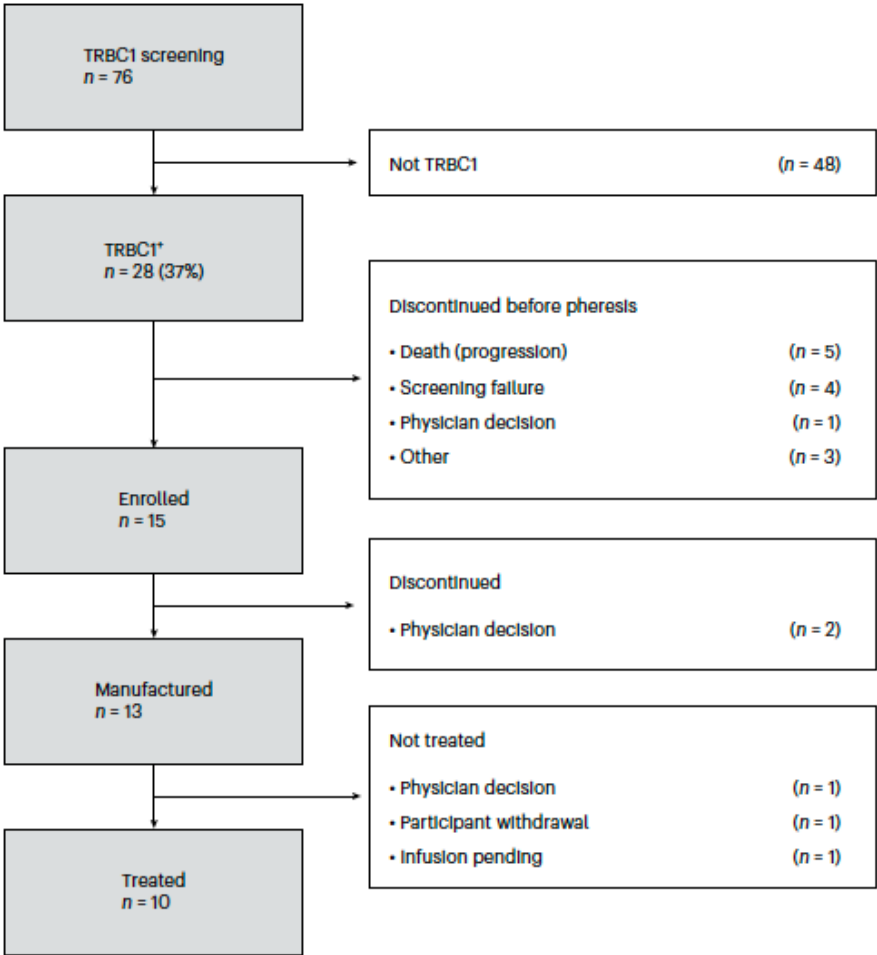 TRBC1 screening
n = 76
Not TRBC1 (n = 48)
TRBC1+
n = 28 (37%)
Discontinued before pheresis
• Death (progression) (n = 5)
• Screening failure (n = 4)
• Physician decision (n = 1)
• Other (n = 3)
Enrolled
n = 15
Discontinued
• Physician decision (n = 2)
Manufactured
n = 13
Not treated
• Physician decision (n = 1)
• Participant withdrawal (n = 1)
• Infusion pending (n = 1)
Treated
n = 10